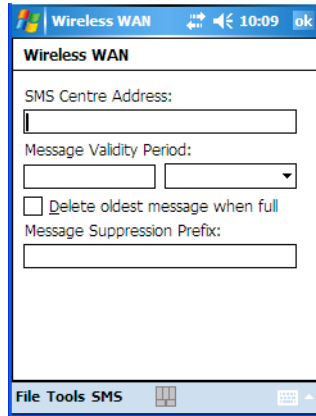 Wireless WAN 10:09 ok
Wireless WAN
SMS Centre Address:
Message Validity Period:
Delete oldest message when full
Message Suppression Prefix:
File Tools SMS